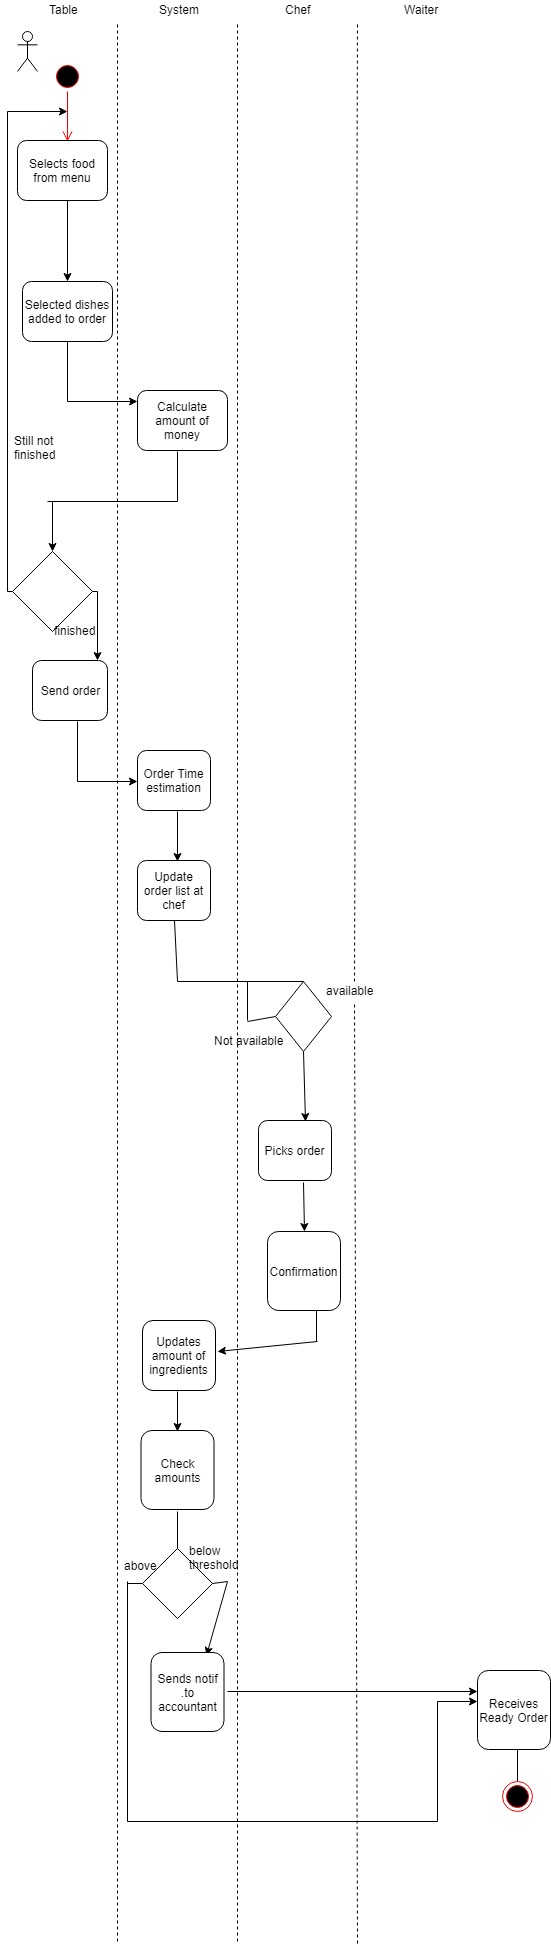 Table
System
Chef
Waiter
Selects food
from menu
Selected dishes
added to order
Calculate
amount of
money
Still not
finished
finished
Send order
Order Time
estimation
Update
order list at
chef
available
Not available
Picks order
Confirmation
Updates
amount of
ingredients
Check
amounts
above
below
threshold
Sends notif
.to
accountant
Receives
Ready Order